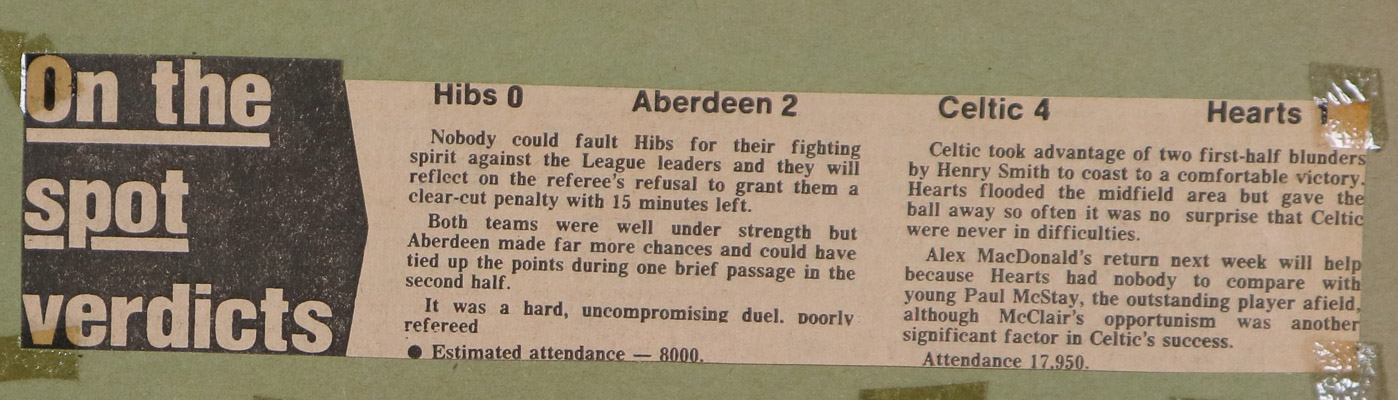 On the
spot
verdicts
Hibs 0 Aberdeen 2
Nobody could fault Hibs for their fighting
spirit against the League leaders and they will
reflect on the referee's refusal to grant them a
clear-cut penalty with 15 minutes left.
Both teams were well under strength but
Aberdeen made far more chances and could have
tied up the points during one brief passage in the
second half.
It was a hard, uncompromising duel. poorly
refereed
● Estimated attendance — 8000.
Celtic 4 Hearts 1
Celtic took advantage of two first-half blunders
by Henry Smith to coast to a comfortable victory.
Hearts flooded the midfield area but gave the
ball away so often it was no surprise that Celtic
were never in difficulties.
Alex MacDonald's return next week will help
because Hearts had nobody to compare with
young Paul McStay, the outstanding player afield,
although McClair's opportunism was another
significant factor in Celtic's success.
Attendance 17,950.